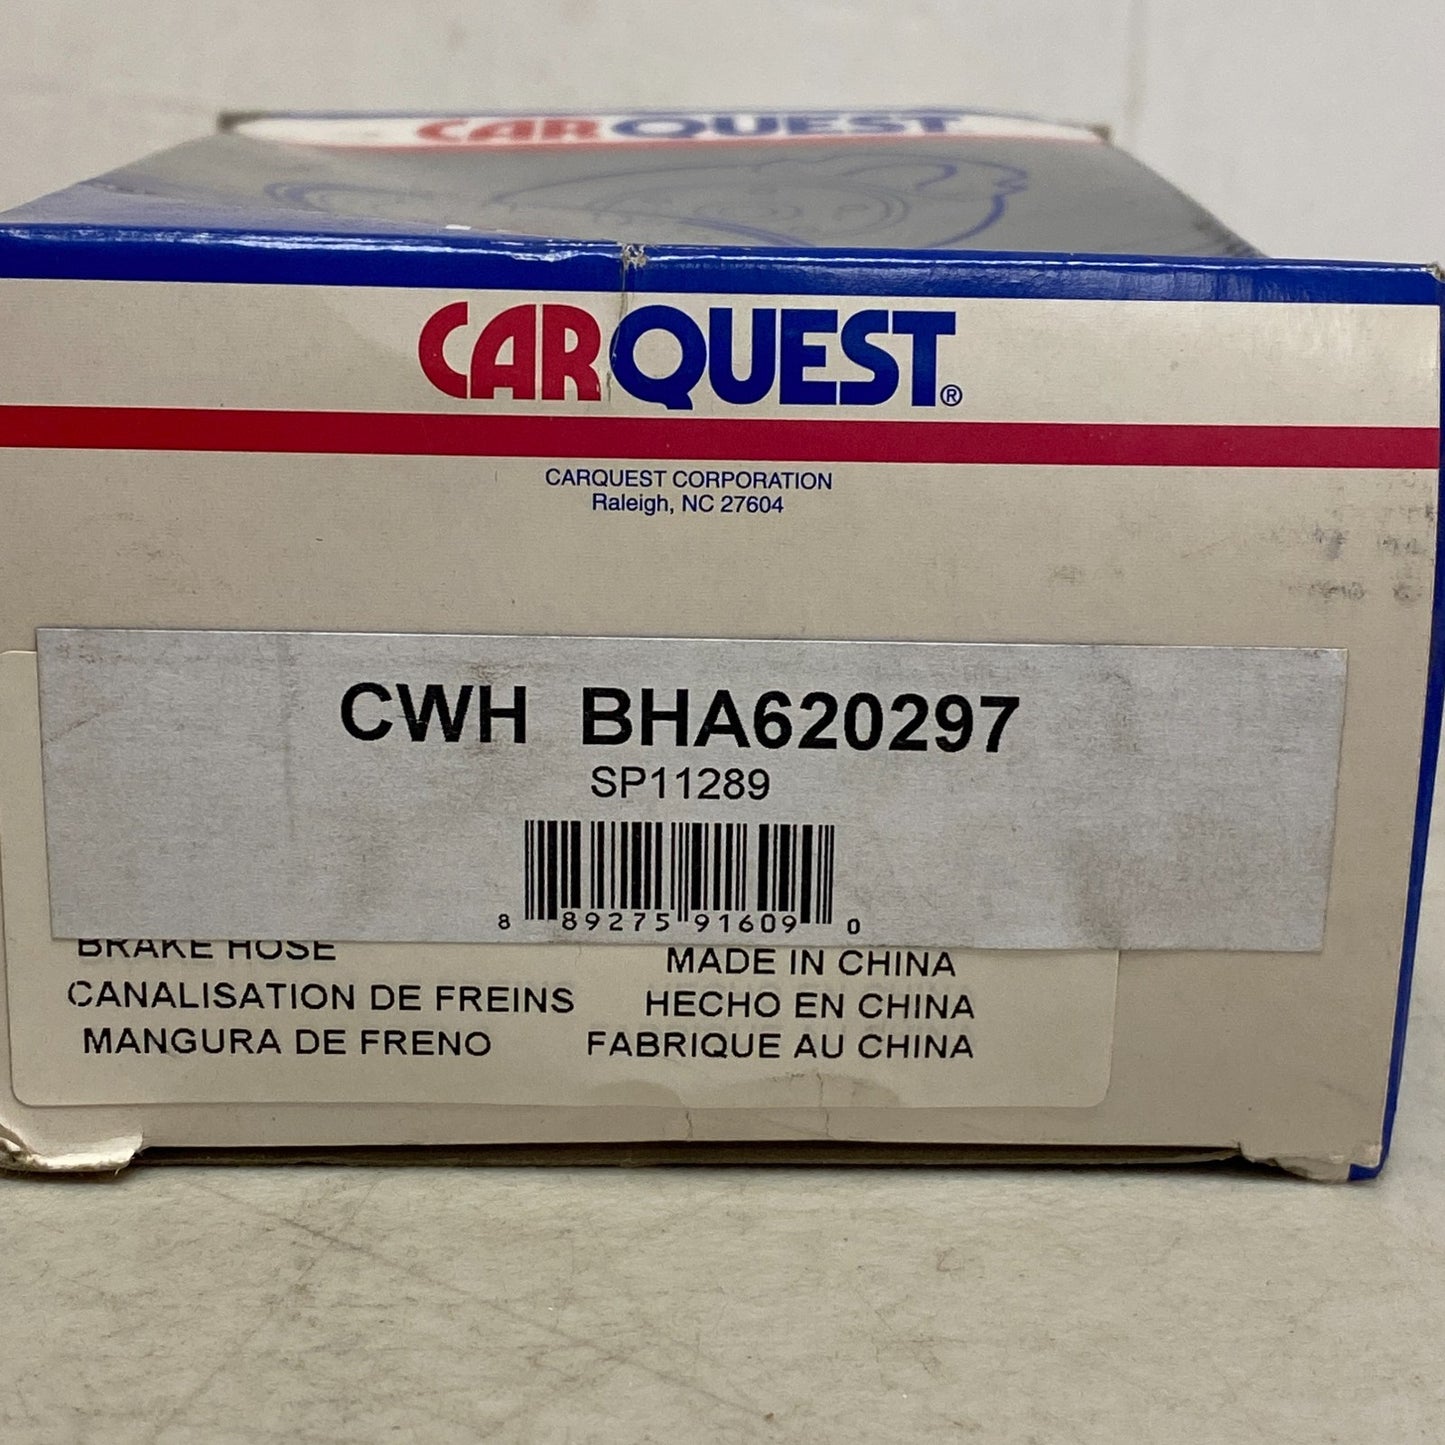 CARQUEST
CARQUEST®
CARQUEST CORPORATION
Raleigh, NC 27604
CWH BHA620297
SP11289
8 89275 91609 0
BRAKE HOSE MADE IN CHINA
CANALISATION DE FREINS HECHO EN CHINA
MANGURA DE FRENO FABRIQUE AU CHINA